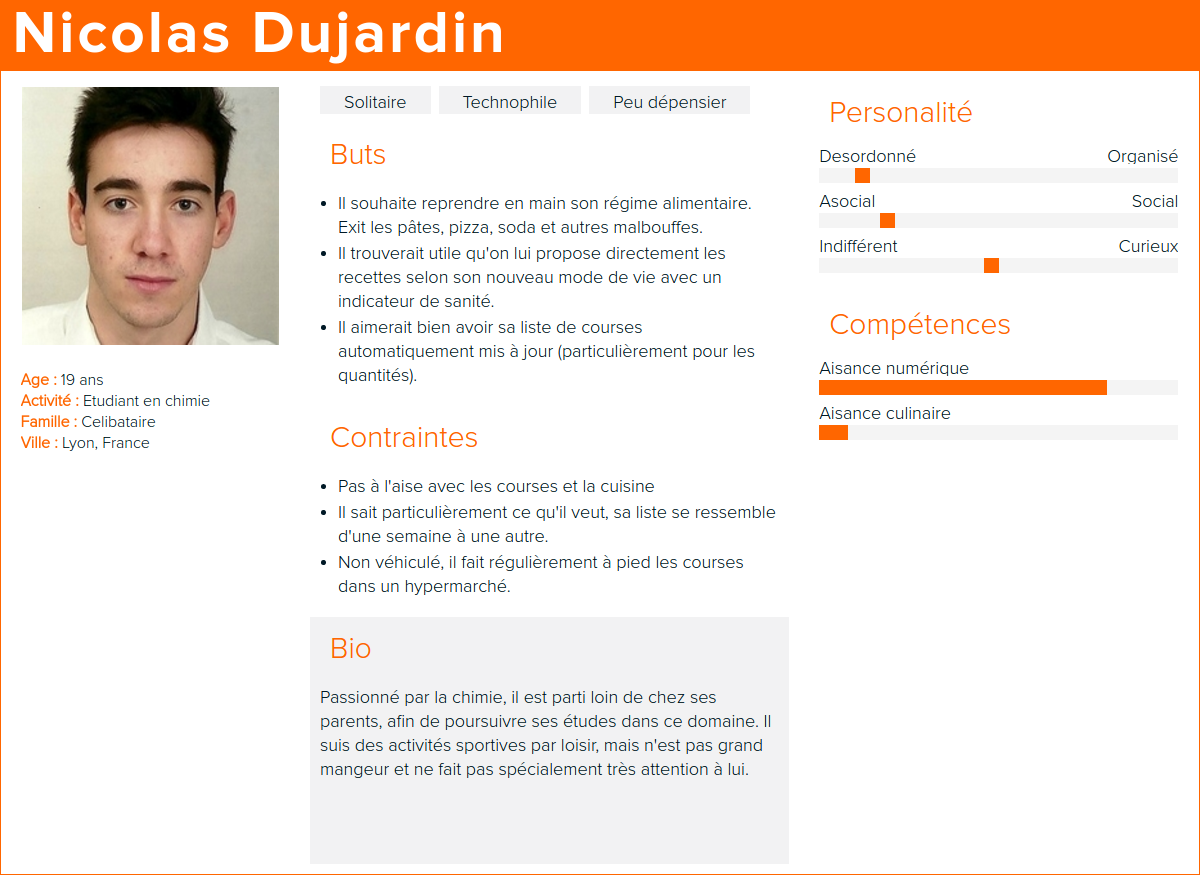 Nicolas Dujardin
Age : 19 ans
Activité : Etudiant en chimie
Famille : Celibataire
Ville : Lyon, France
Solitaire
Technophile
Peu dépensier
Buts
• Il souhaite reprendre en main son régime alimentaire.
Exit les pâtes, pizza, soda et autres malbouffes.
• Il trouverait utile qu'on lui propose directement les
recettes selon son nouveau mode de vie avec un
indicateur de sanité.
• Il aimerait bien avoir sa liste de courses
automatiquement mis à jour (particulièrement pour les
quantités).
Contraintes
• Pas à l'aise avec les courses et la cuisine
• Il sait particulièrement ce qu'il veut, sa liste se ressemble
d'une semaine à une autre.
• Non véhiculé, il fait régulièrement à pied les courses
dans un hypermarché.
Bio
Passionné par la chimie, il est parti loin de chez ses
parents, afin de poursuivre ses études dans ce domaine. Il
suis des activités sportives par loisir, mais n'est pas grand
mangeur et ne fait pas spécialement très attention à lui.
Personalité
Desordonné Organisé
Asocial Social
Indifférent Curieux
Compétences
Aisance numérique
Aisance culinaire